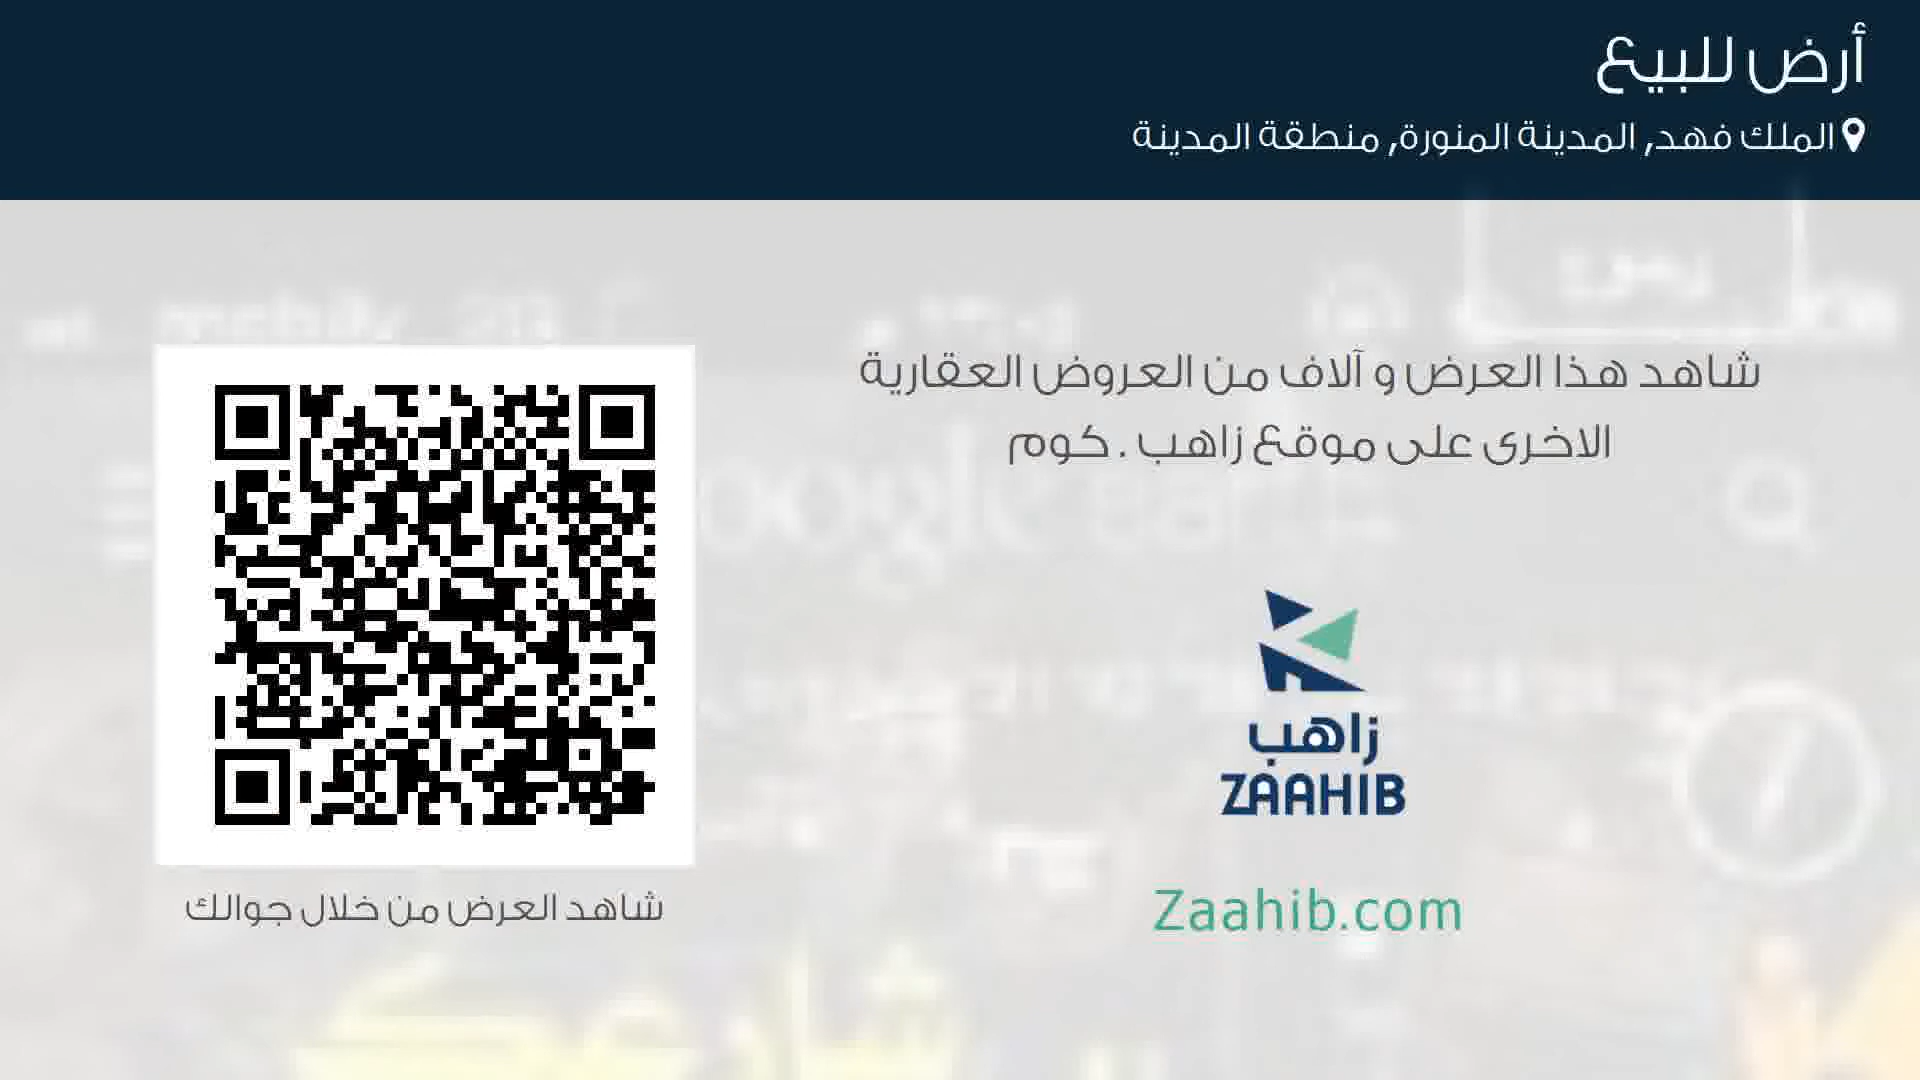 أرض للبيع
الملك فهد, المدينة المنورة, منطقة المدينة
شاهد هذا العرض و آلاف من العروض العقارية
الاخرى على موقع زاهب . كوم
زاهب
ZAAHIB
Zaahib.com
شاهد العرض من خلال جوالك